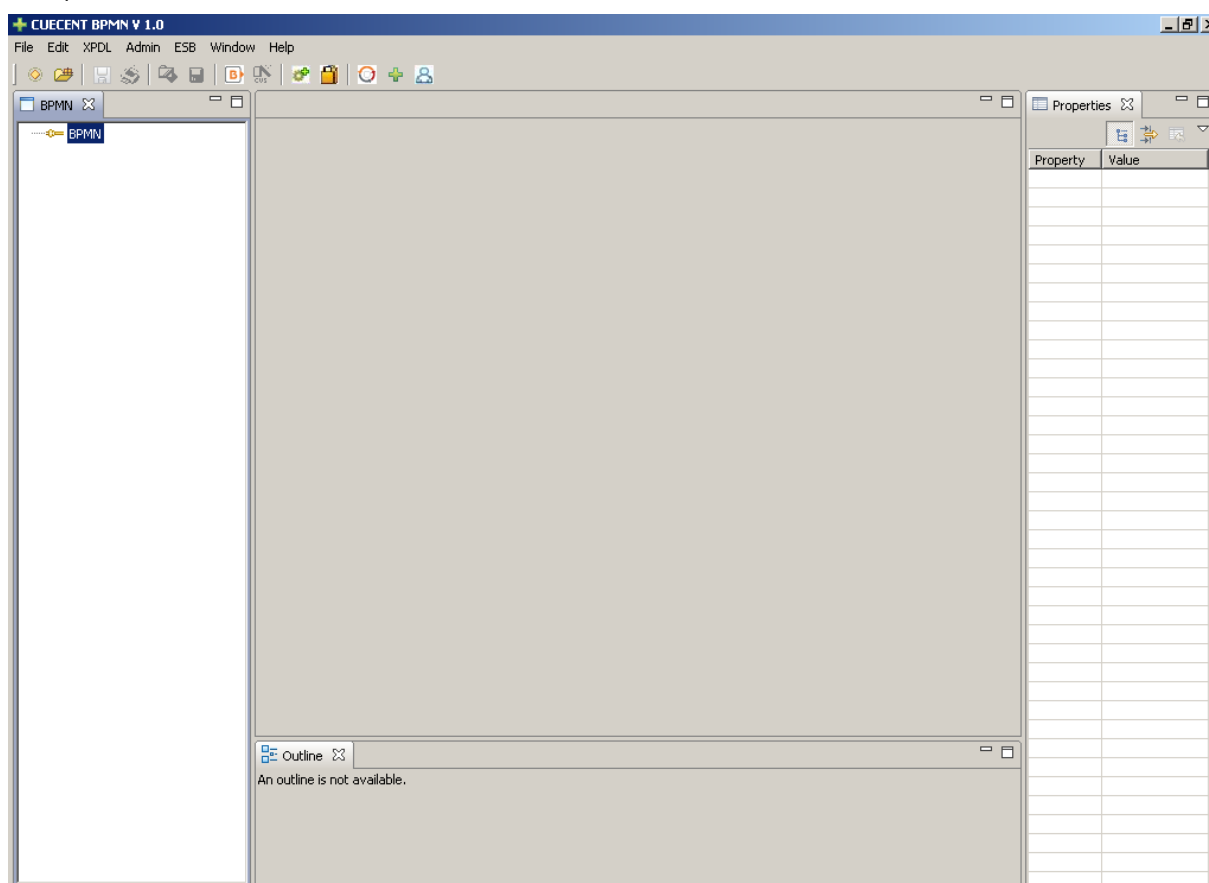 CUECENT BPMN V 1.0
File Edit XPDL Admin ESB Window Help
BPMN
Properties
BPMN
Property Value
Outline
An outline is not available.